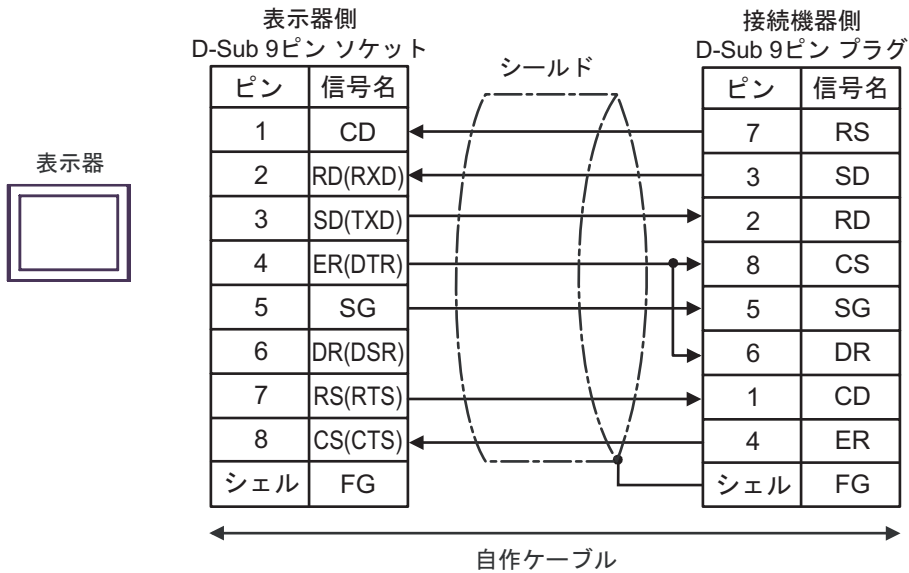 表示器側
D-Sub 9ピン ソケット
接続機器側
D-Sub 9ピン プラグ
シールド
表示器
ピン 信号名
1 CD
2 RD(RXD)
3 SD(TXD)
4 ER(DTR)
5 SG
6 DR(DSR)
7 RS(RTS)
8 CS(CTS)
シェル FG
ピン 信号名
7 RS
3 SD
2 RD
8 CS
5 SG
6 DR
1 CD
4 ER
シェル FG
自作ケーブル